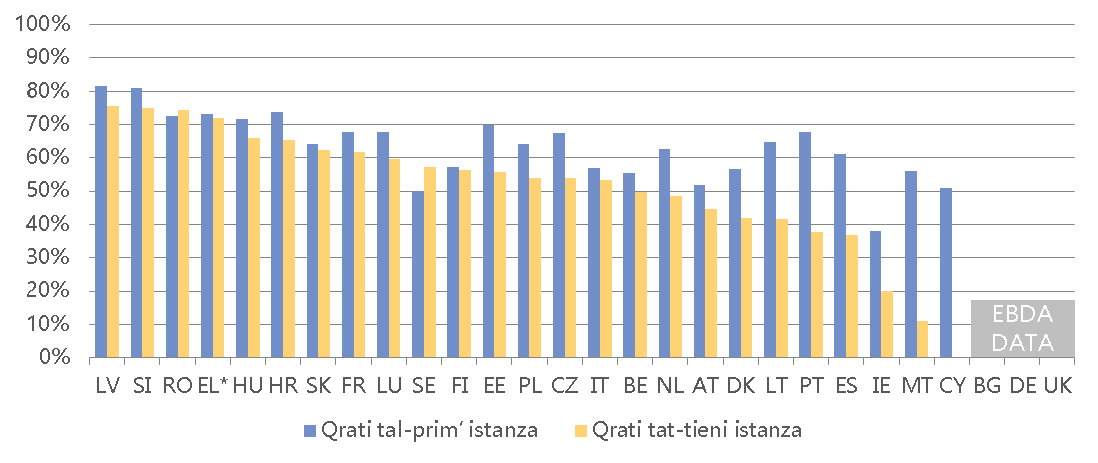 100%
90%
80%
70%
60%
50%
40%
30%
20%
10%
0%
EBDA
DATA
LV SI RO EL* HU HR SK FR LU SE FI EE PL CZ IT BE NL AT DK LT PT ES IE MT CY BG DE UK
Qrati tal-prim’ istanza Qrati tat-tieni istanza